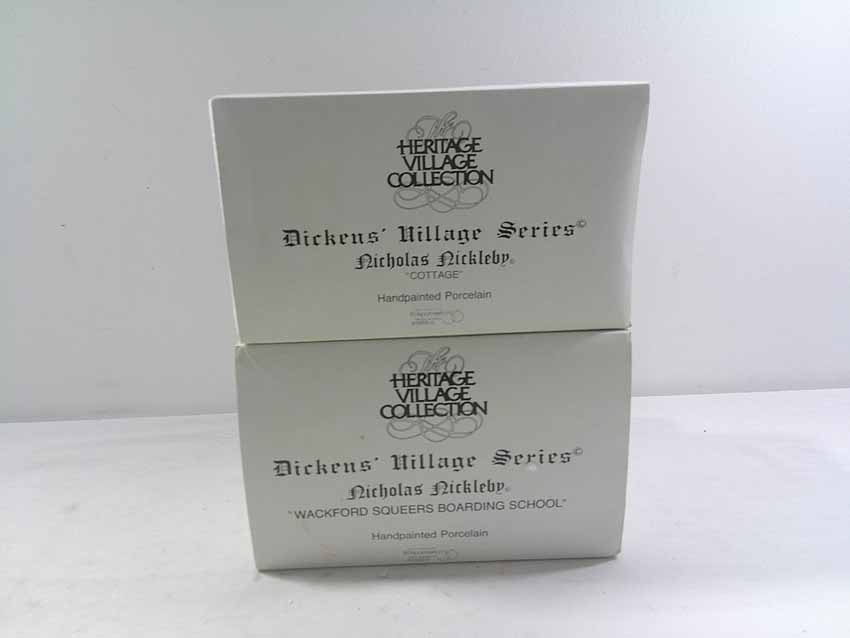 The
HERITAGE
VILLAGE
COLLECTION
Dickens' Village Series©
Nicholas Nickleby©
"COTTAGE"
Handpainted Porcelain
The
HERITAGE
VILLAGE
COLLECTION
Dickens' Village Series©
Nicholas Nickleby©
"WACKFORD SQUEERS BOARDING SCHOOL"
Handpainted Porcelain